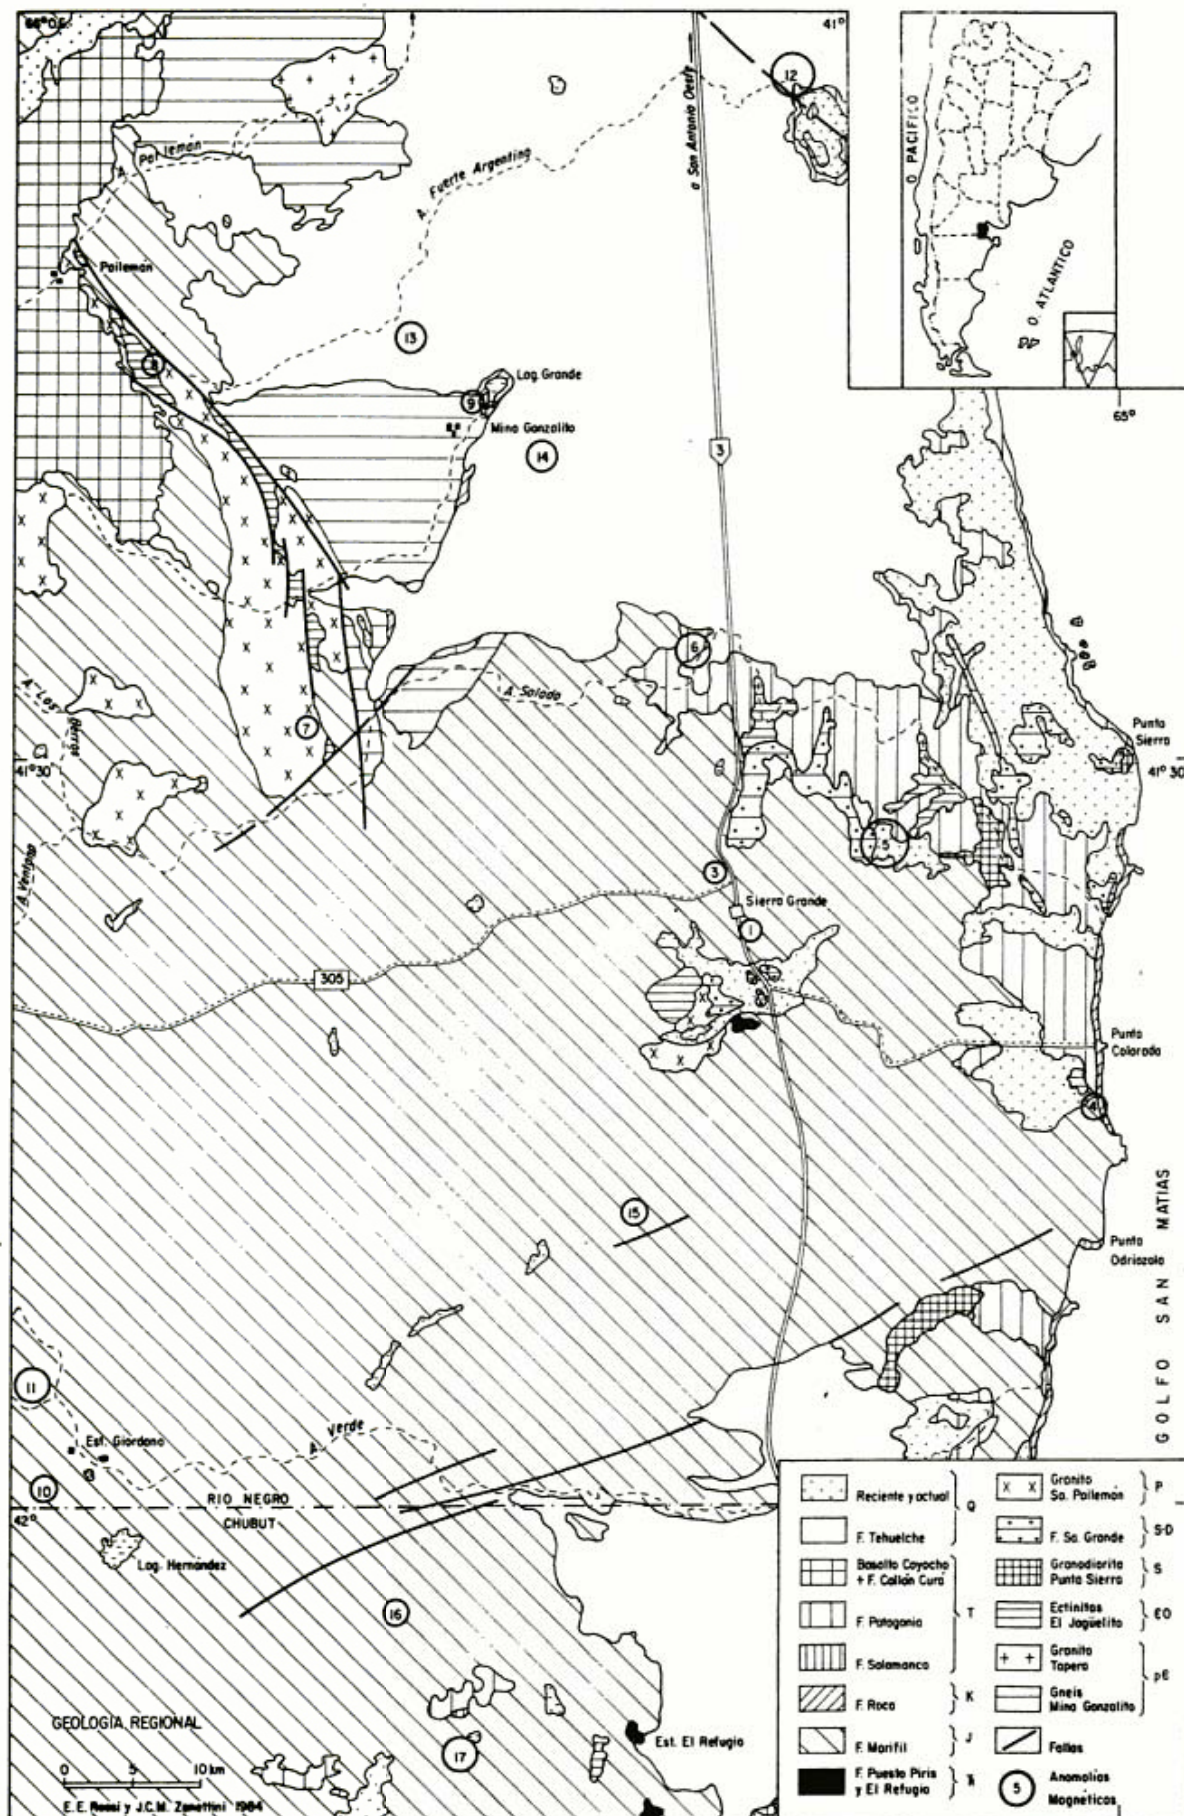 41°
12
a San Antonio Oeste
O. PACIFICO
O. ATLANTICO
65°
A. Pailemán
A. Fuerte Argentino
Pailemán
13
8
Lag. Grande
9
Mina Gonzalito
14
3
6
A. Salado
A. Los Berros
7
Punta
Sierra
41°30'
41° 30'
5
A. Ventana
3
Sierra Grande
1
305
Punta
Colorada
4
15
Punta
Odriozola
GOLFO SAN MATIAS
11
Est. Giordano
A. Verde
10
RIO NEGRO
CHUBUT
42°
Lag. Hernández
16
17
Est. El Refugio
GEOLOGIA REGIONAL
0 5 10 km
E.E. Rossi y J.C.M. Zanettini 1984
Reciente y actual
F. Tehuelche
Q
Basalto Coyocho
+ F. Collón Curá
F. Patagonia
T
F. Salamanca
F. Roca
K
F. Marifil
J
F. Puesto Piris
y El Refugio
Granito
Sa. Pailemán
P
F. Sa. Grande
S-D
Granodiorita
Punta Sierra
S
Ectinitas
El Jagüelito
EO
Granito
Tapera
Gneis
Mina Gonzalito
pЄ
Fallas
5
Anomalías
Magnéticas